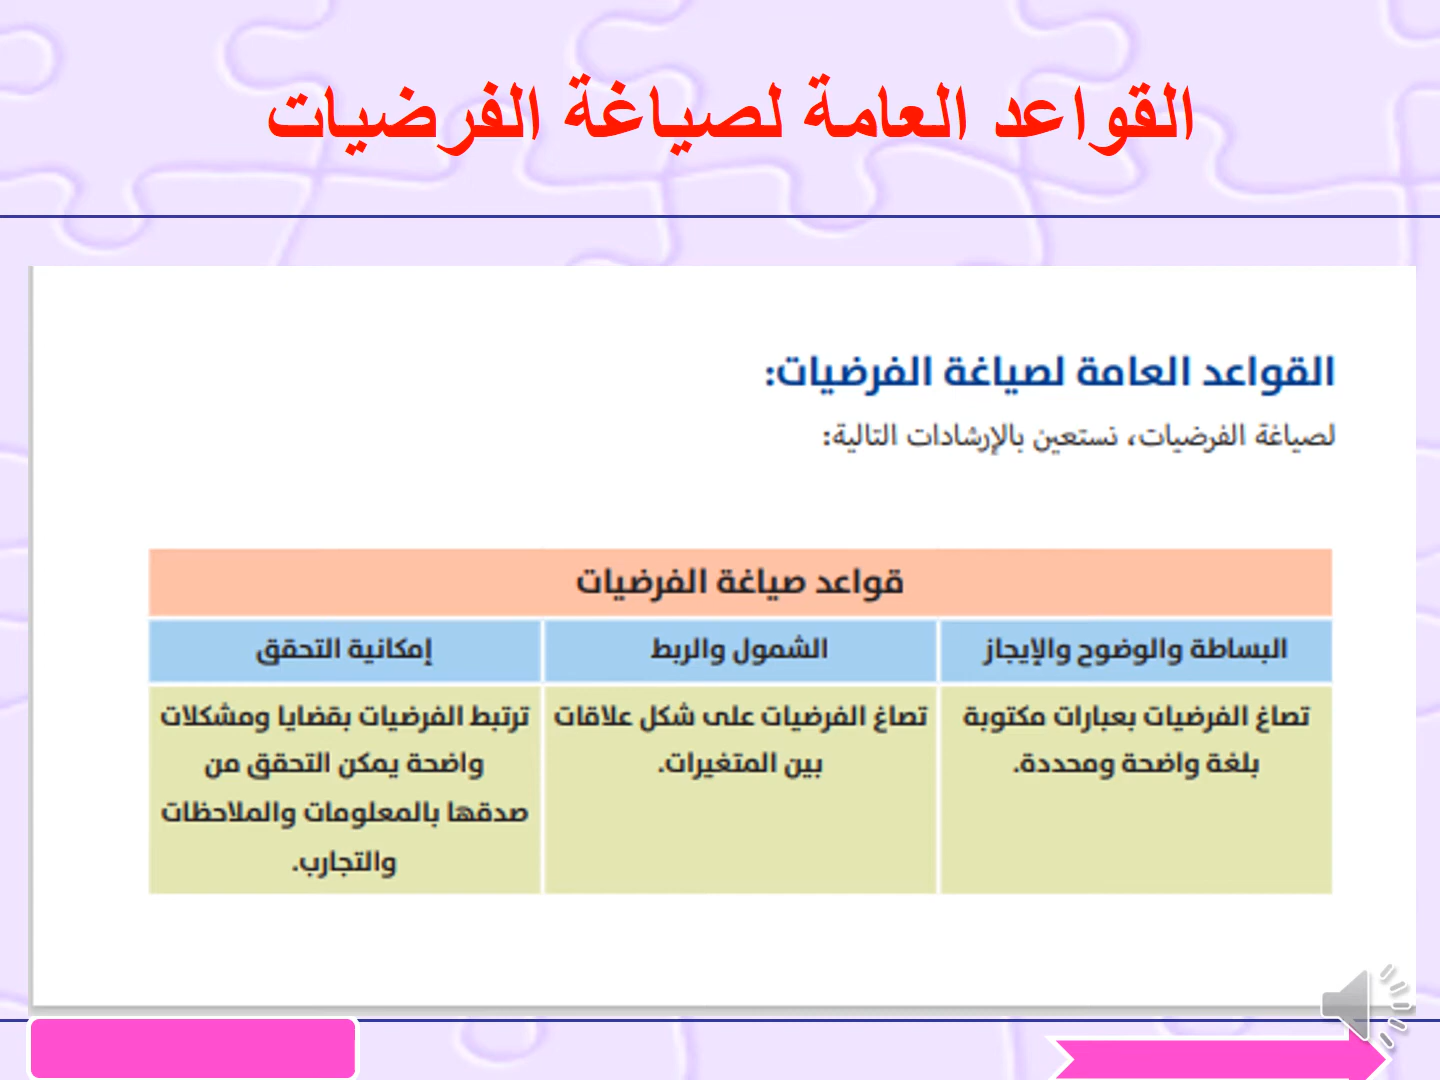 القواعد العامة لصياغة الفرضيات
القواعد العامة لصياغة الفرضيات:
لصياغة الفرضيات، نستعين بالإرشادات التالية:
قواعد صياغة الفرضيات
البساطة والوضوح والإيجاز
الشمول والربط
إمكانية التحقق
تصاغ الفرضيات بعبارات مكتوبة
بلغة واضحة ومحددة.
تصاغ الفرضيات على شكل علاقات
بين المتغيرات.
ترتبط الفرضيات بقضايا ومشكلات
واضحة يمكن التحقق من
صدقها بالمعلومات والملاحظات
والتجارب.